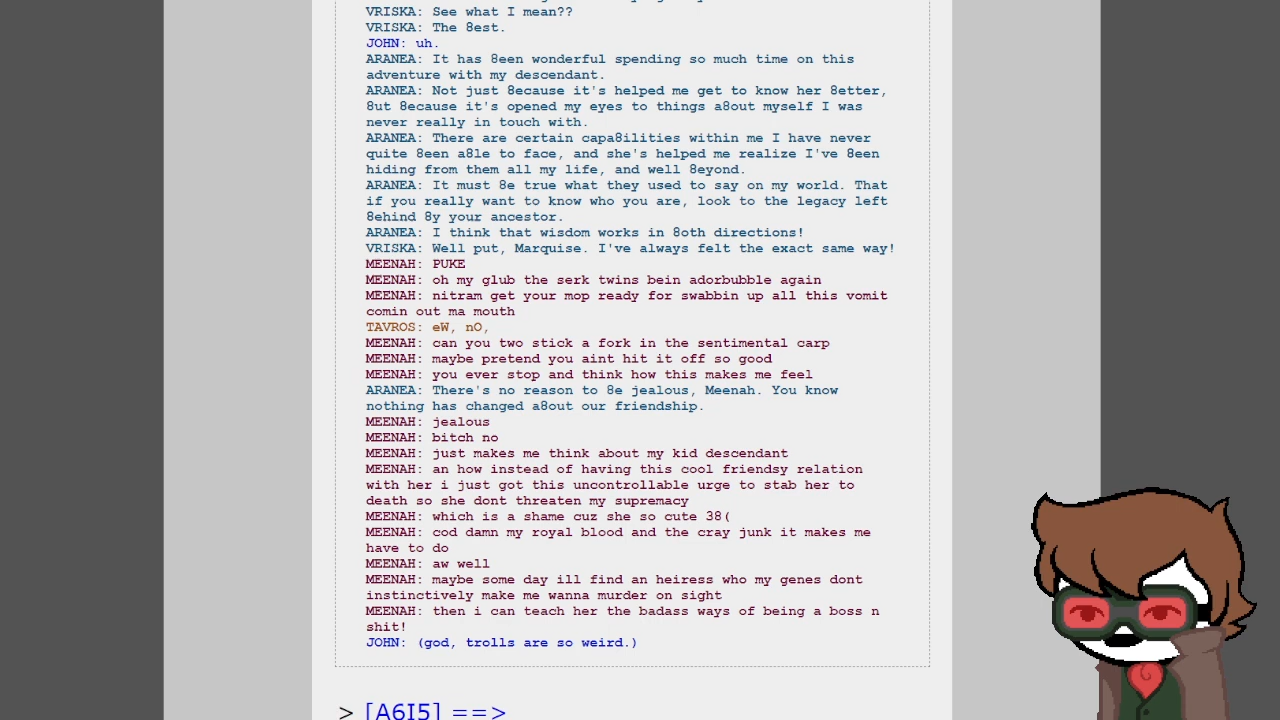 VRISKA: See what I mean??
VRISKA: The 8est.
JOHN: uh.
ARANEA: It has 8een wonderful spending so much time on this
adventure with my descendant.
ARANEA: Not just 8ecause it's helped me get to know her 8etter,
8ut 8ecause it's opened my eyes to things a8out myself I was
never really in touch with.
ARANEA: There are certain capa8ilities within me I have never
quite 8een a8le to face, and she's helped me realize I've 8een
hiding from them all my life, and well 8eyond.
ARANEA: It must 8e true what they used to say on my world. That
if you really want to know who you are, look to the legacy left
8ehind 8y your ancestor.
ARANEA: I think that wisdom works in 8oth directions!
VRISKA: Well put, Marquise. I've always felt the exact same way!
MEENAH: PUKE
MEENAH: oh my glub the serk twins bein adorbubble again
MEENAH: nitram get your mop ready for swabbin up all this vomit
comin out ma mouth
TAVROS: eW, nO,
MEENAH: can you two stick a fork in the sentimental carp
MEENAH: maybe pretend you aint hit it off so good
MEENAH: you ever stop and think how this makes me feel
ARANEA: There's no reason to 8e jealous, Meenah. You know
nothing has changed a8out our friendship.
MEENAH: jealous
MEENAH: bitch no
MEENAH: just makes me think about my kid descendant
MEENAH: an how instead of having this cool friendsy relation
with her i just got this uncontrollable urge to stab her to
death so she dont threaten my supremacy
MEENAH: which is a shame cuz she so cute 38(
MEENAH: cod damn my royal blood and the cray junk it makes me
have to do
MEENAH: aw well
MEENAH: maybe some day ill find an heiress who my genes dont
instinctively make me wanna murder on sight
MEENAH: then i can teach her the badass ways of being a boss n
shit!
JOHN: (god, trolls are so weird.)
> [A6I5] ==>